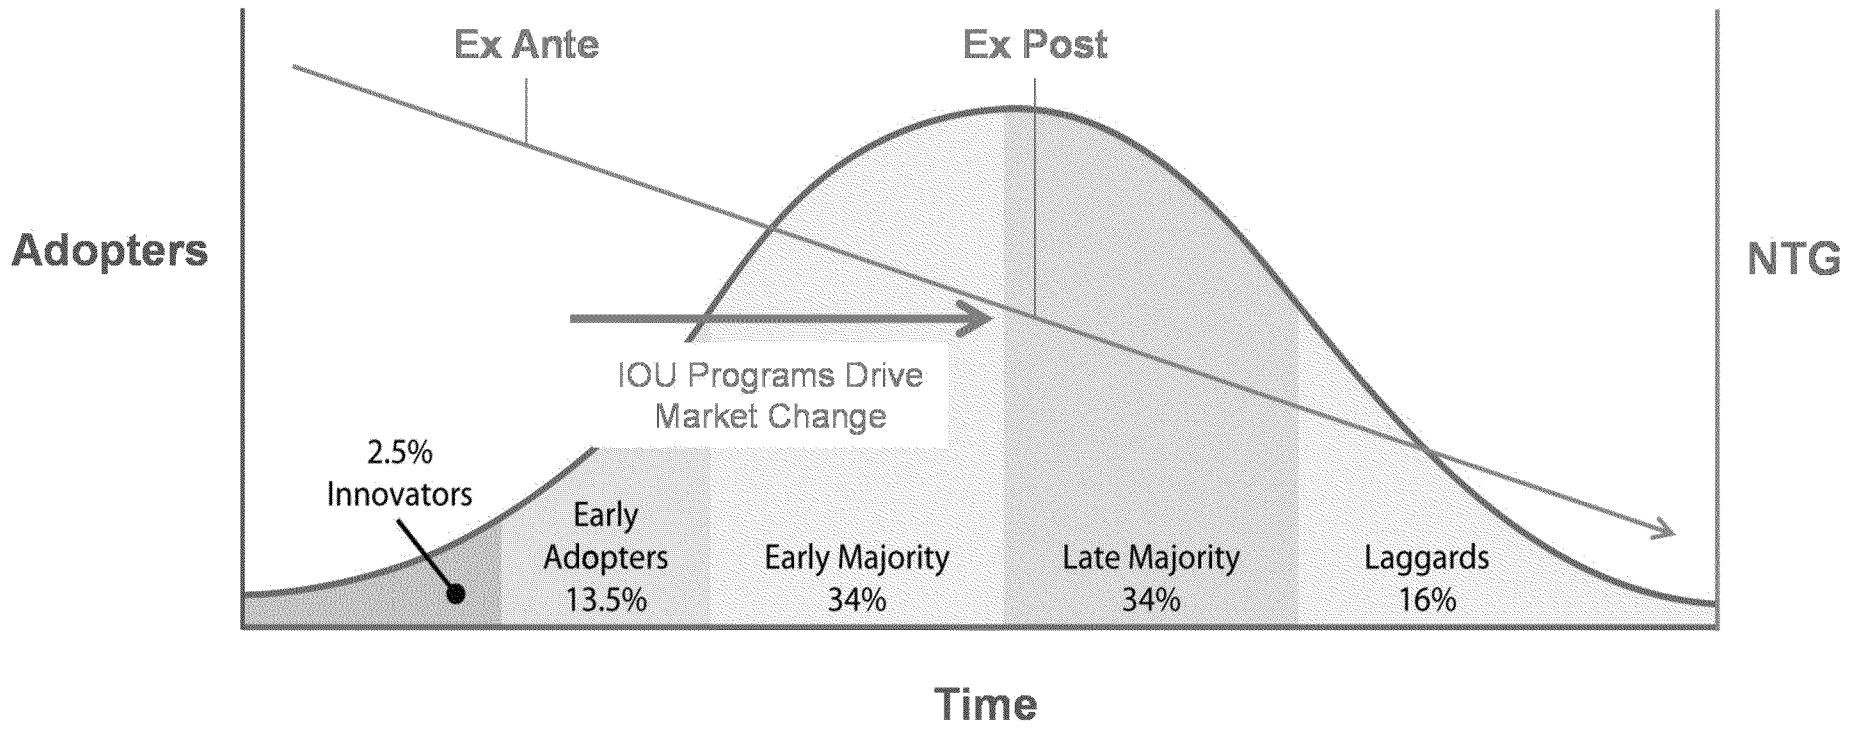 Ex Ante
Ex Post
Adopters
NTG
IOU Programs Drive
Market Change
2.5%
Innovators
Early
Adopters
13.5%
Early Majority
34%
Late Majority
34%
Laggards
16%
Time